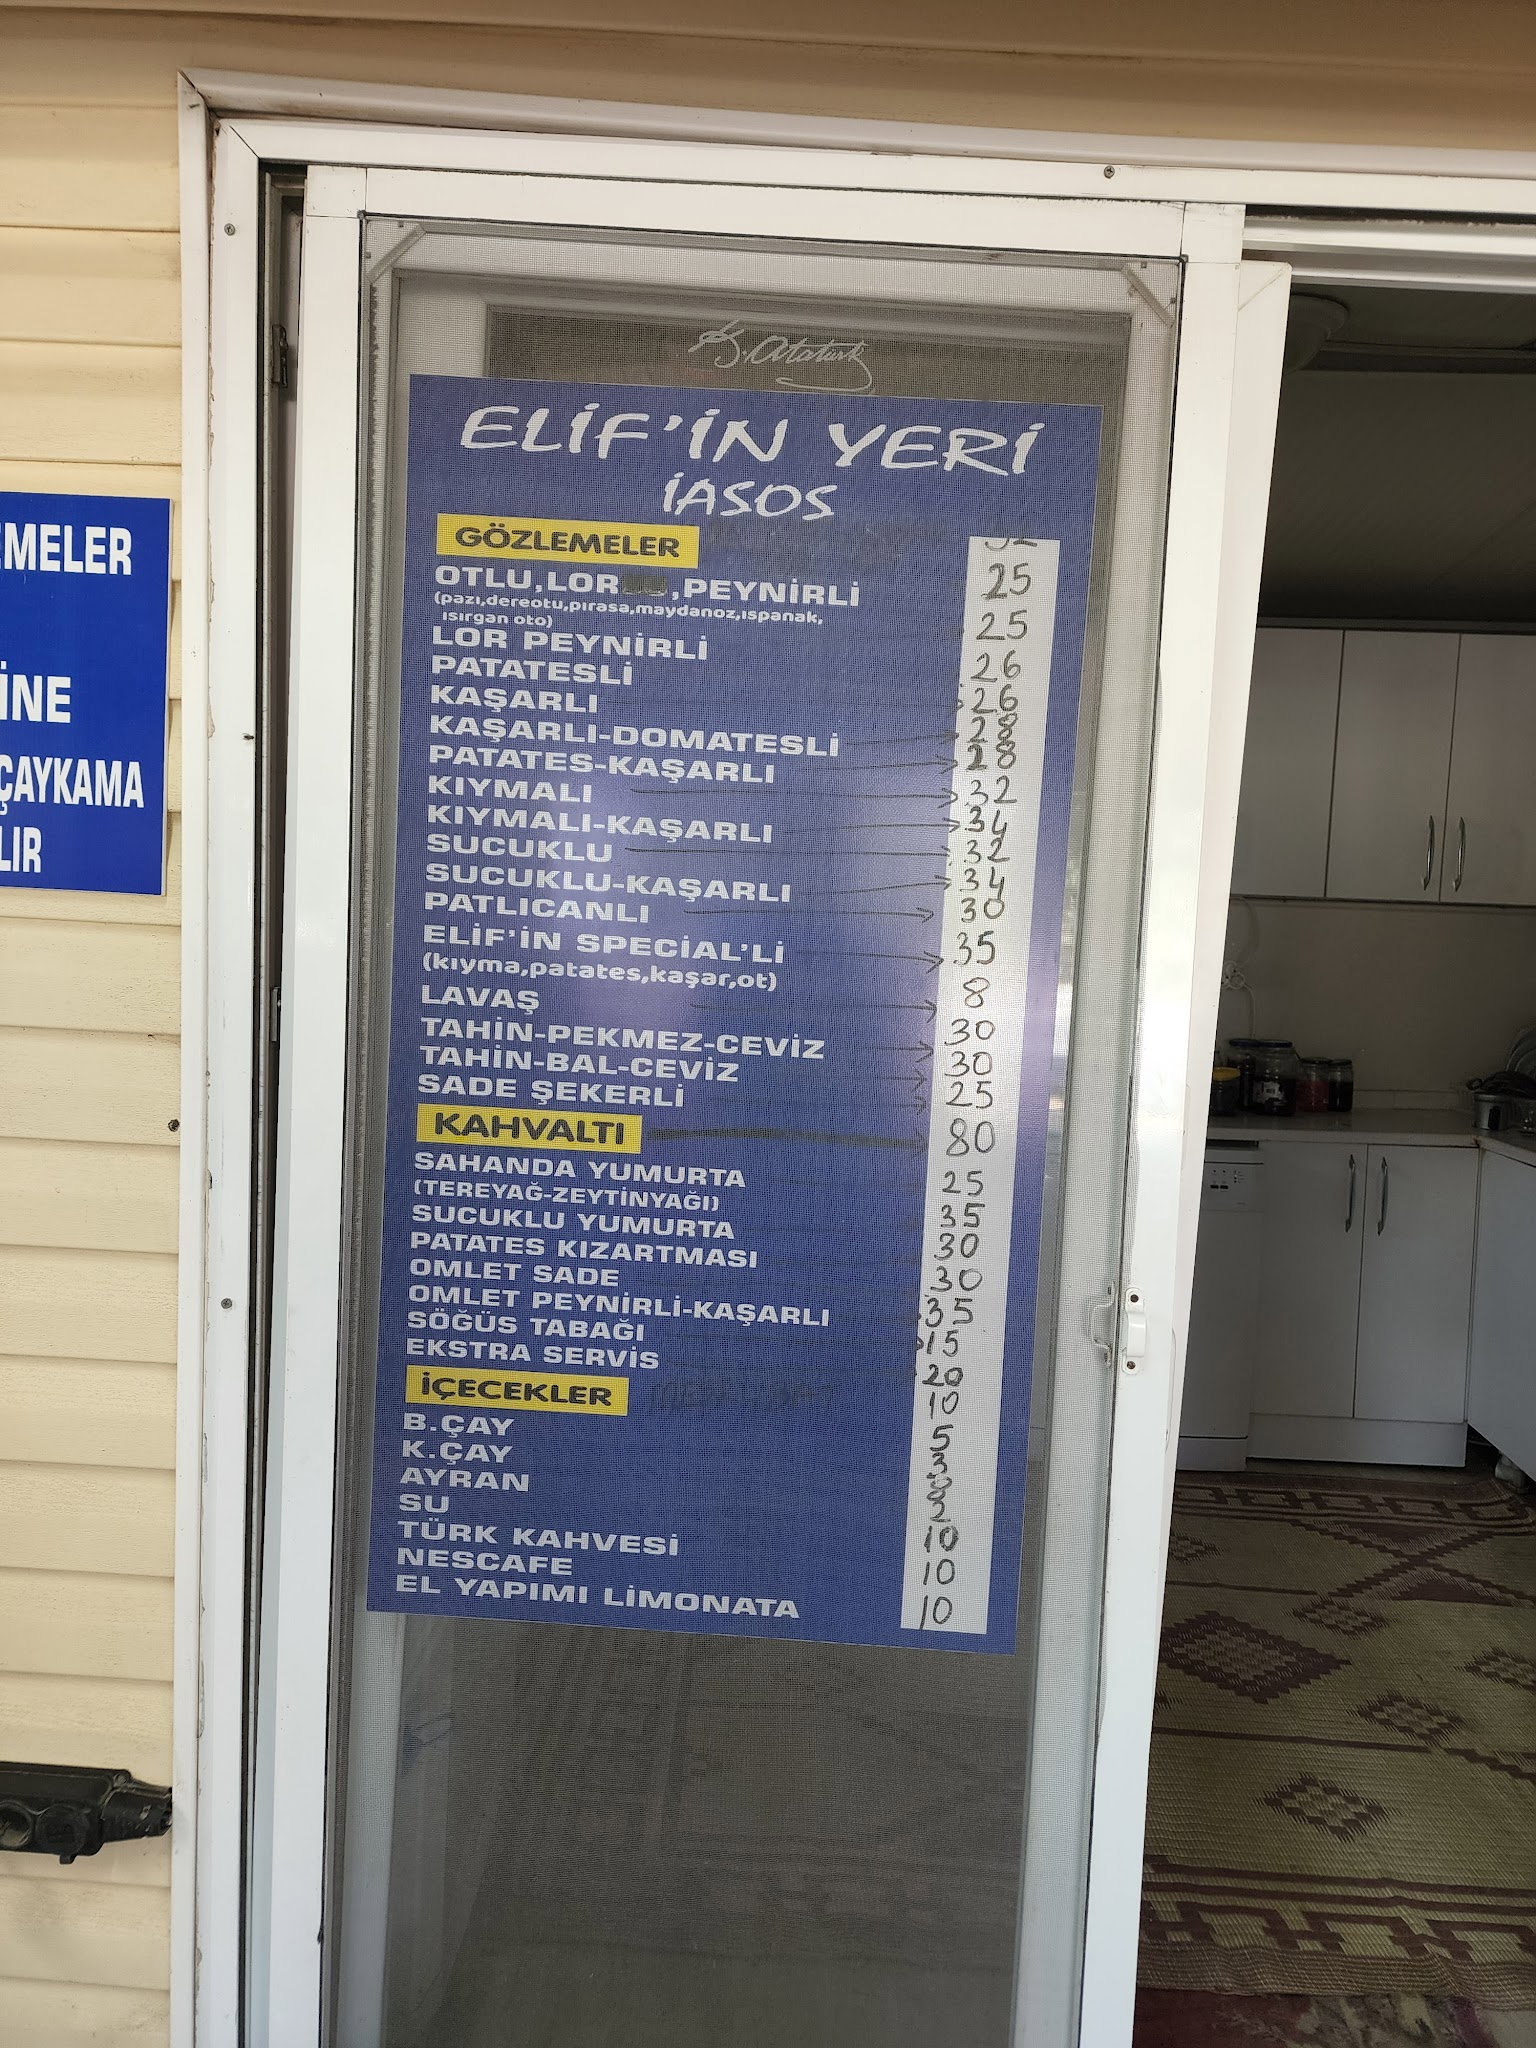 K. Atatürk
ELİF'İN YERİ
İASOS
GÖZLEMELER 32
OTLU,LOR ,PEYNİRLİ 25
(pazı,dereotu,pırasa,maydanoz,ıspanak,
ısırgan oto)
LOR PEYNİRLİ 25
PATATESLİ 26
KAŞARLI 26
KAŞARLI-DOMATESLİ 28
PATATES-KAŞARLI 28
KIYMALI 32
KIYMALI-KAŞARLI 34
SUCUKLU 32
SUCUKLU-KAŞARLI 34
PATLICANLI 30
ELİF'İN SPECİAL'Lİ 35
(kıyma,patates,kaşar,ot)
LAVAŞ 8
TAHİN-PEKMEZ-CEVİZ 30
TAHİN-BAL-CEVİZ 30
SADE ŞEKERLİ 25
KAHVALTI 80
SAHANDA YUMURTA 25
(TEREYAĞ-ZEYTİNYAĞI)
SUCUKLU YUMURTA 35
PATATES KIZARTMASI 30
OMLET SADE 30
OMLET PEYNİRLİ-KAŞARLI 35
SÖĞÜS TABAĞI 15
EKSTRA SERVİS 20
İÇECEKLER 10
B.ÇAY 5
K.ÇAY 3
AYRAN 8
SU 2
TÜRK KAHVESİ 10
NESCAFE 10
EL YAPIMI LİMONATA 10
EMELER
İNE
ÇAYKAMA
LIR